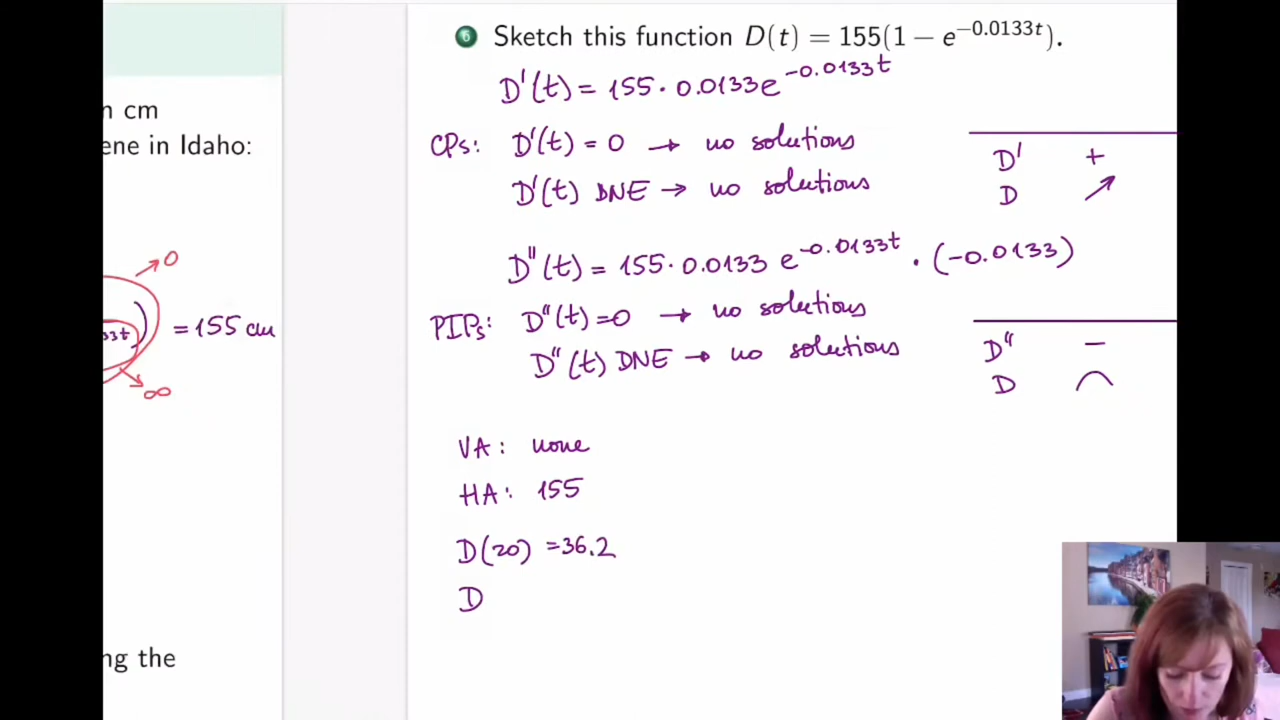 n cm
ene in Idaho:
→ 0
33t ) = 155 cm
→ ∞
ng the
6 Sketch this function D(t) = 155(1 − e^{−0.0133t}).
D'(t) = 155 · 0.0133e^{-0.0133t}
CPs: D'(t) = 0 → no solutions
D'(t) DNE → no solutions
D' +
D ↗
D''(t) = 155 · 0.0133 e^{-0.0133t} · (-0.0133)
PIPs: D''(t) = 0 → no solutions
D''(t) DNE → no solutions
D'' −
D ⌒
VA: none
HA: 155
D(20) = 36.2
D